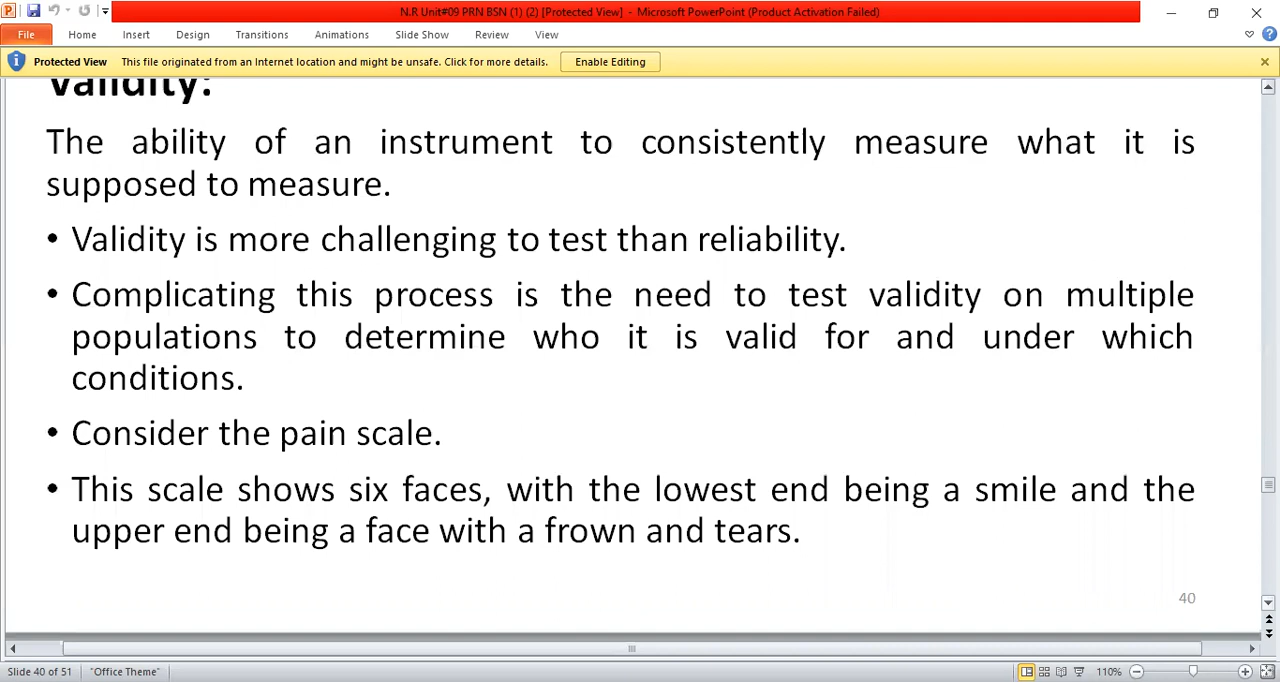 N.R Unit#09 PRN BSN (1) (2) [Protected View] - Microsoft PowerPoint (Product Activation Failed)
File Home Insert Design Transitions Animations Slide Show Review View
Protected View This file originated from an Internet location and might be unsafe. Click for more details. Enable Editing
Validity:
The ability of an instrument to consistently measure what it is
supposed to measure.
• Validity is more challenging to test than reliability.
• Complicating this process is the need to test validity on multiple
populations to determine who it is valid for and under which
conditions.
• Consider the pain scale.
• This scale shows six faces, with the lowest end being a smile and the
upper end being a face with a frown and tears.
40
Slide 40 of 51 "Office Theme" 110%